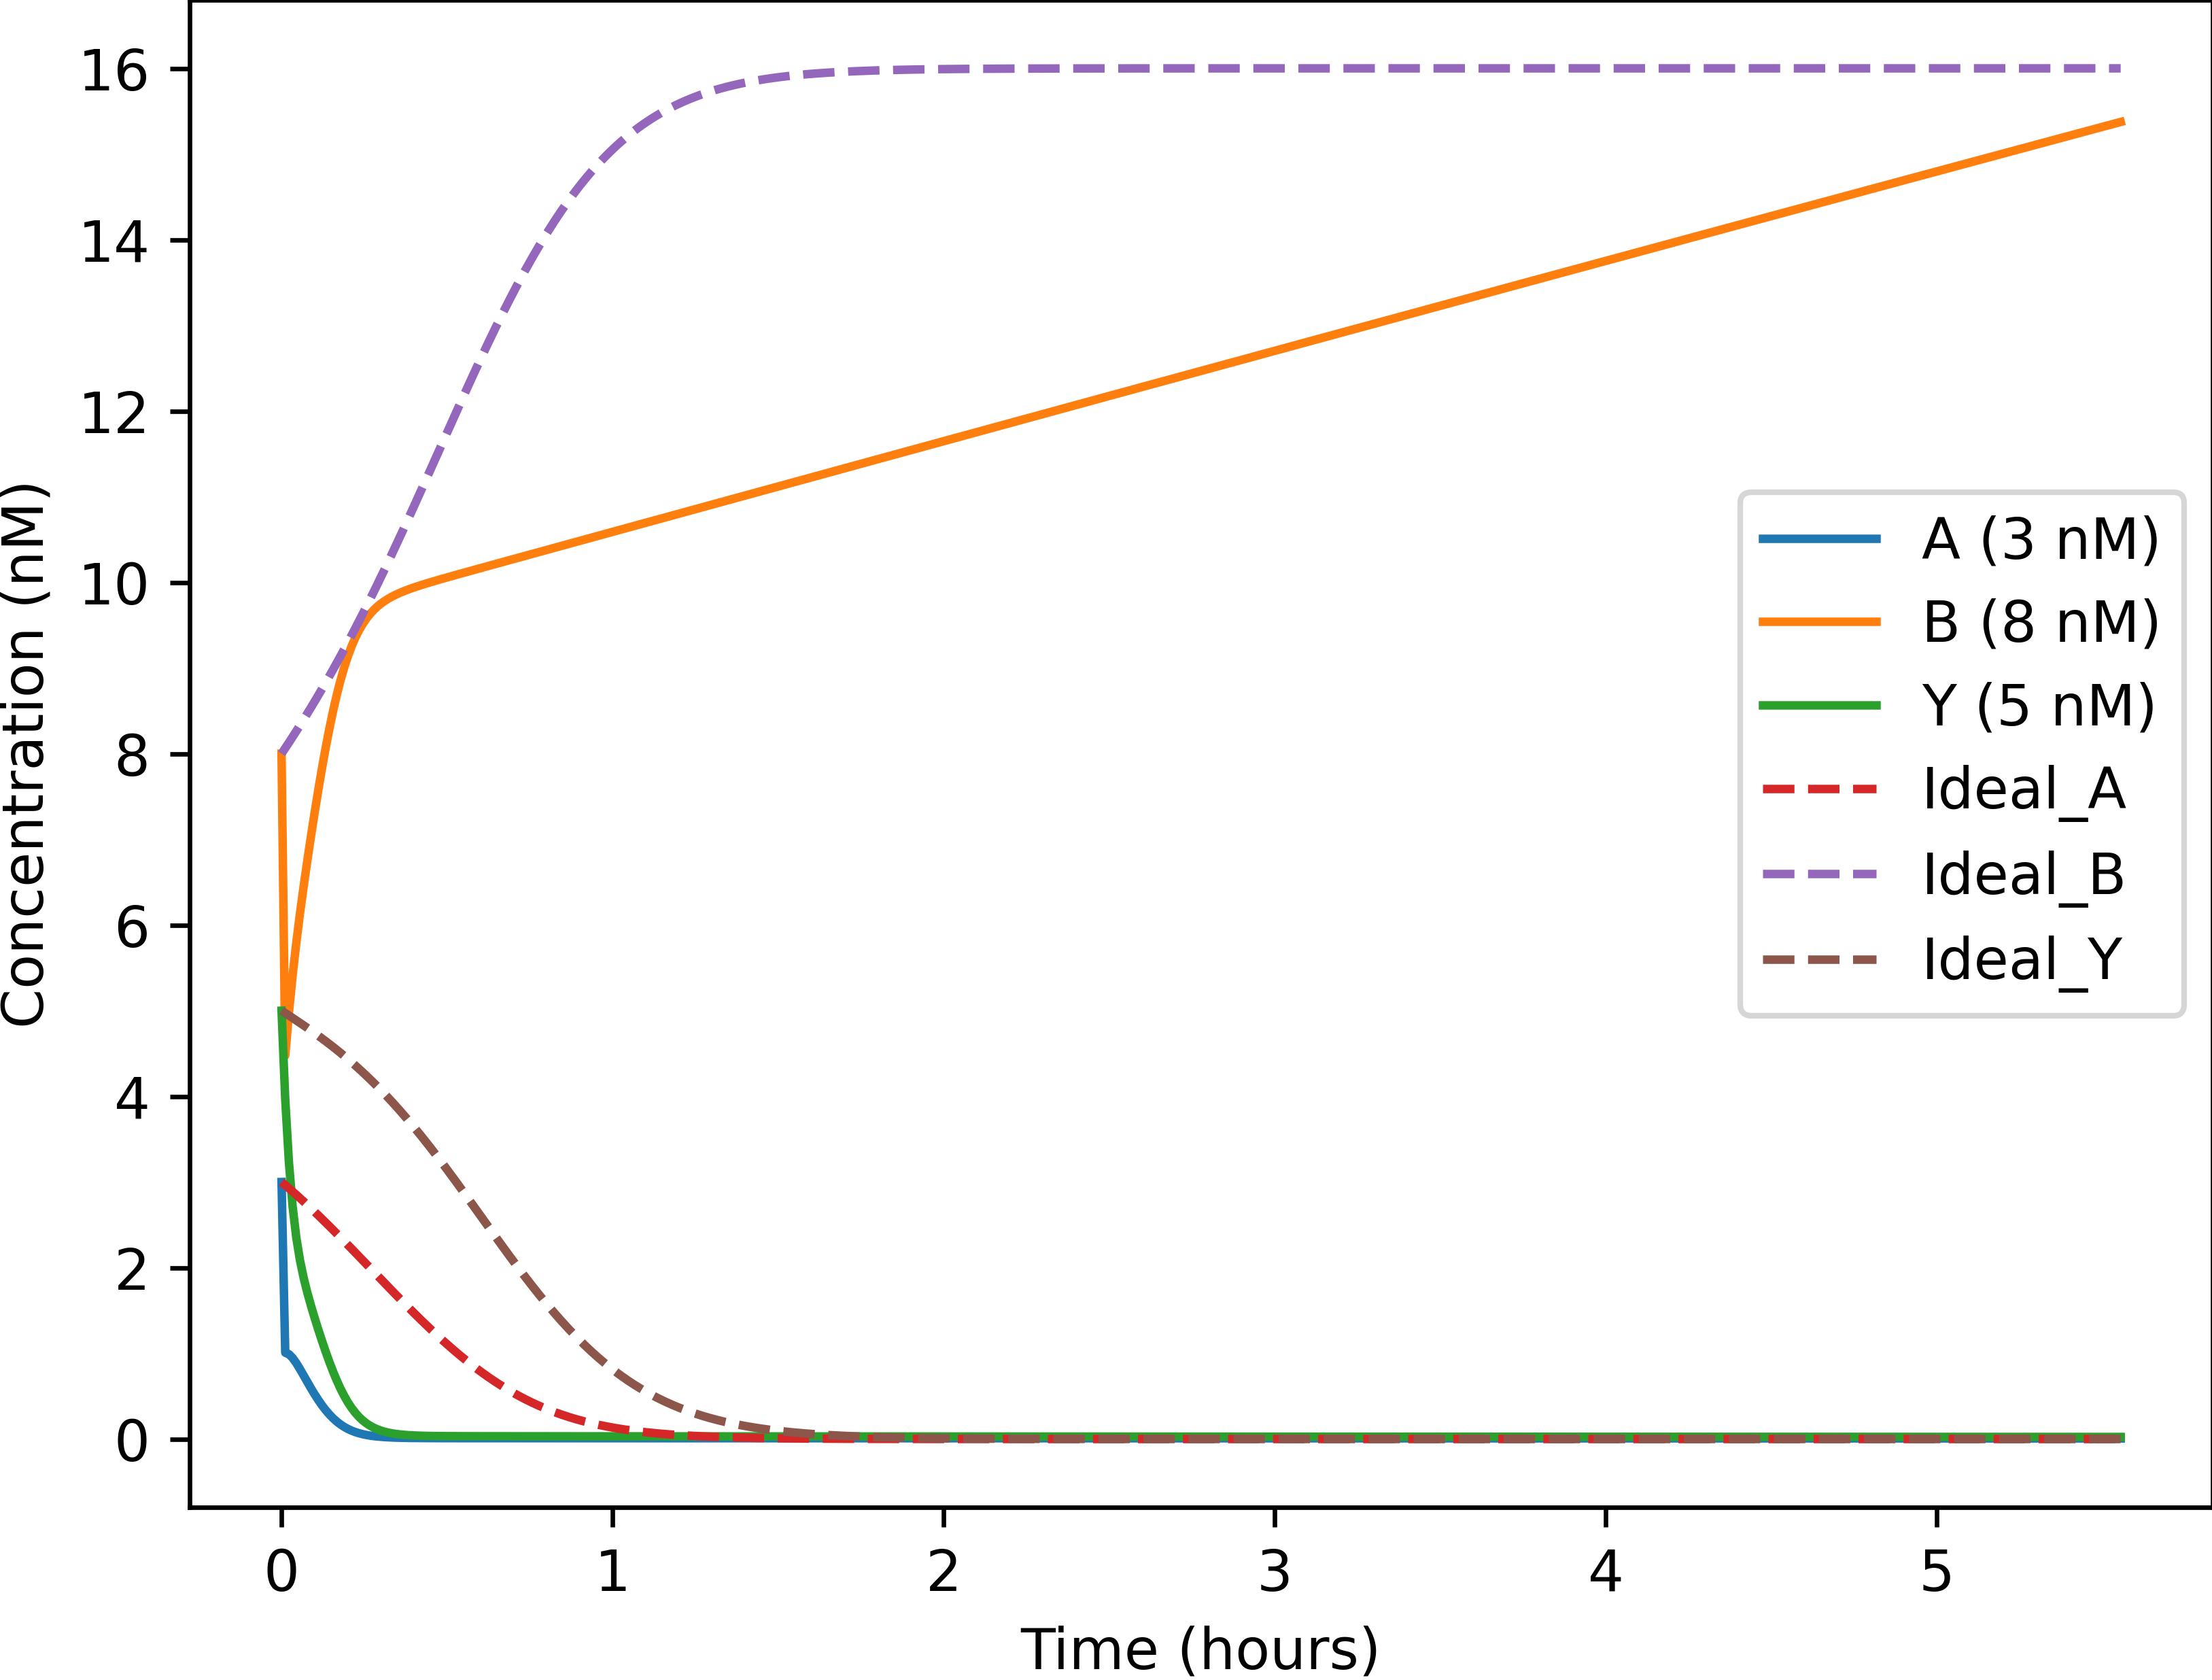 Concentration (nM)
16
14
12
10
8
6
4
2
0
A (3 nM)
B (8 nM)
Y (5 nM)
Ideal_A
Ideal_B
Ideal_Y
0 1 2 3 4 5
Time (hours)